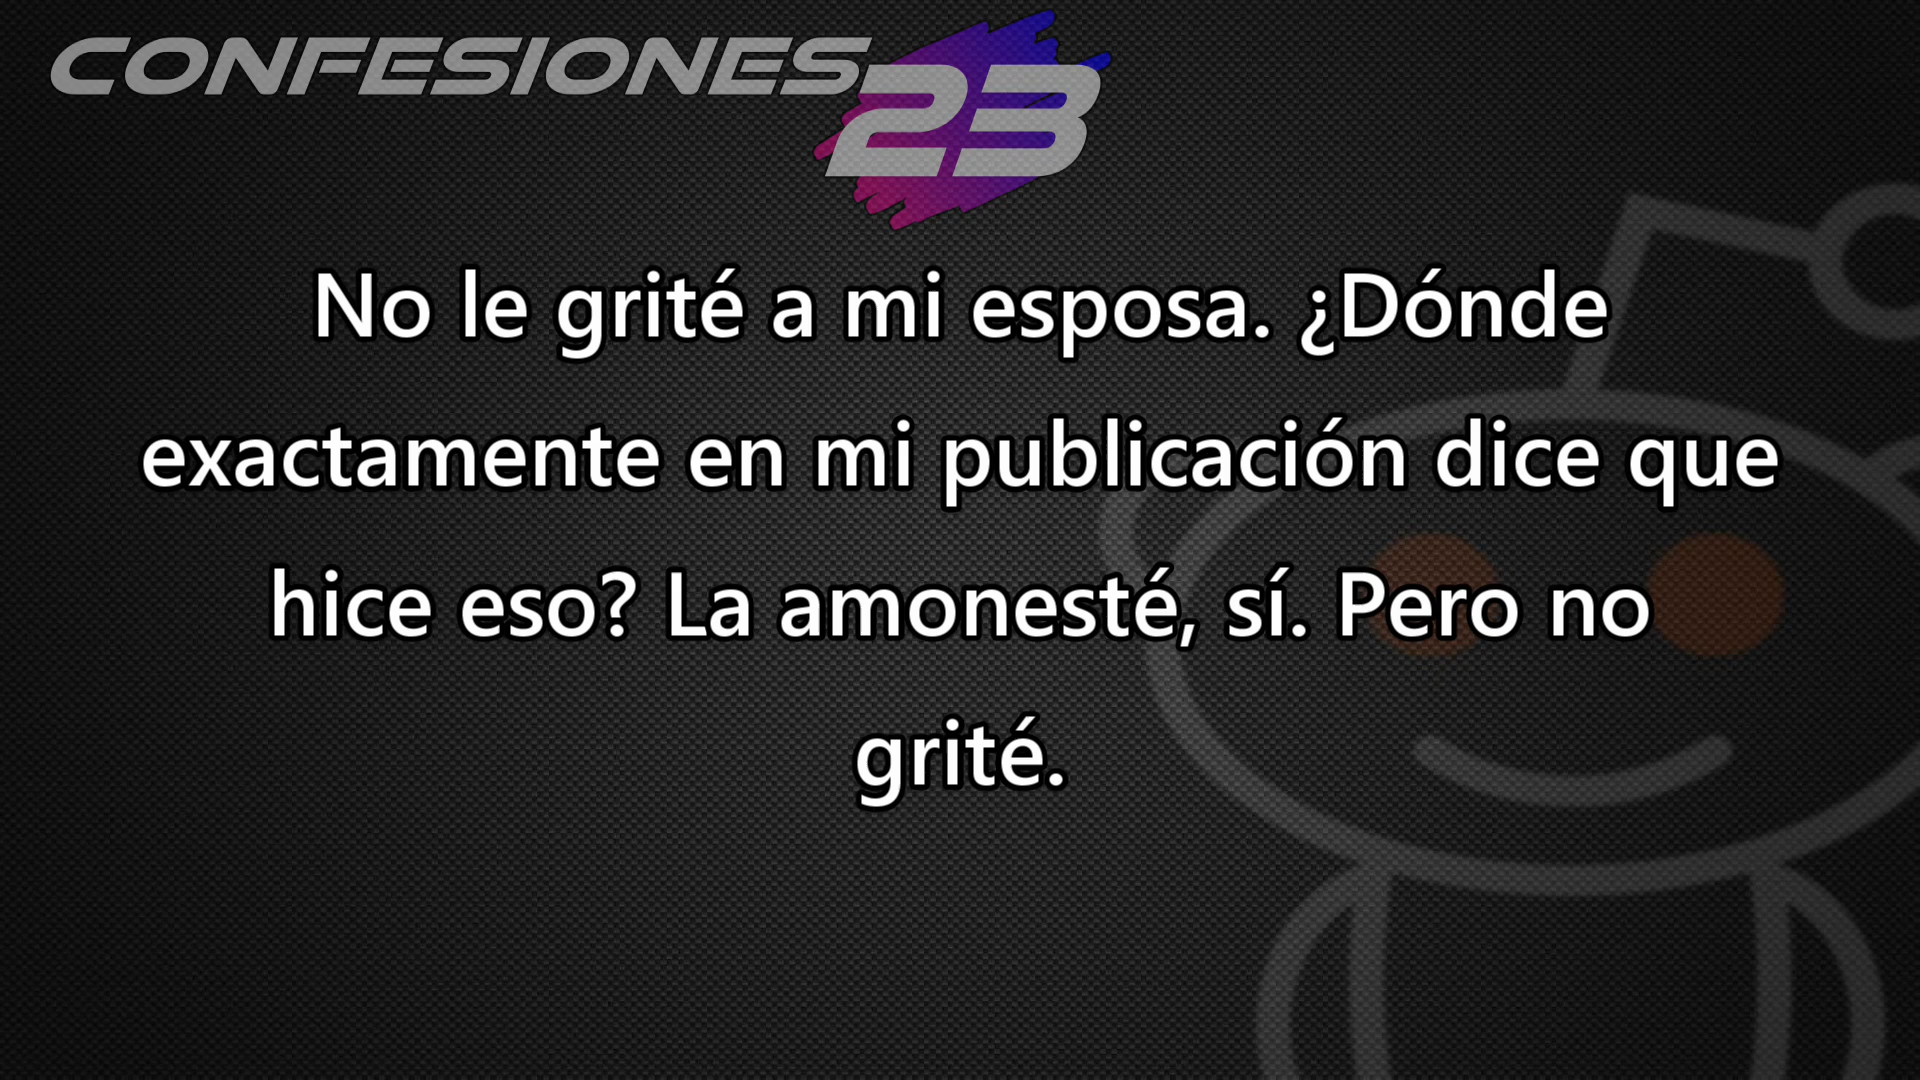 CONFESIONES
23
No le grité a mi esposa. ¿Dónde
exactamente en mi publicación dice que
hice eso? La amonesté, sí. Pero no
grité.